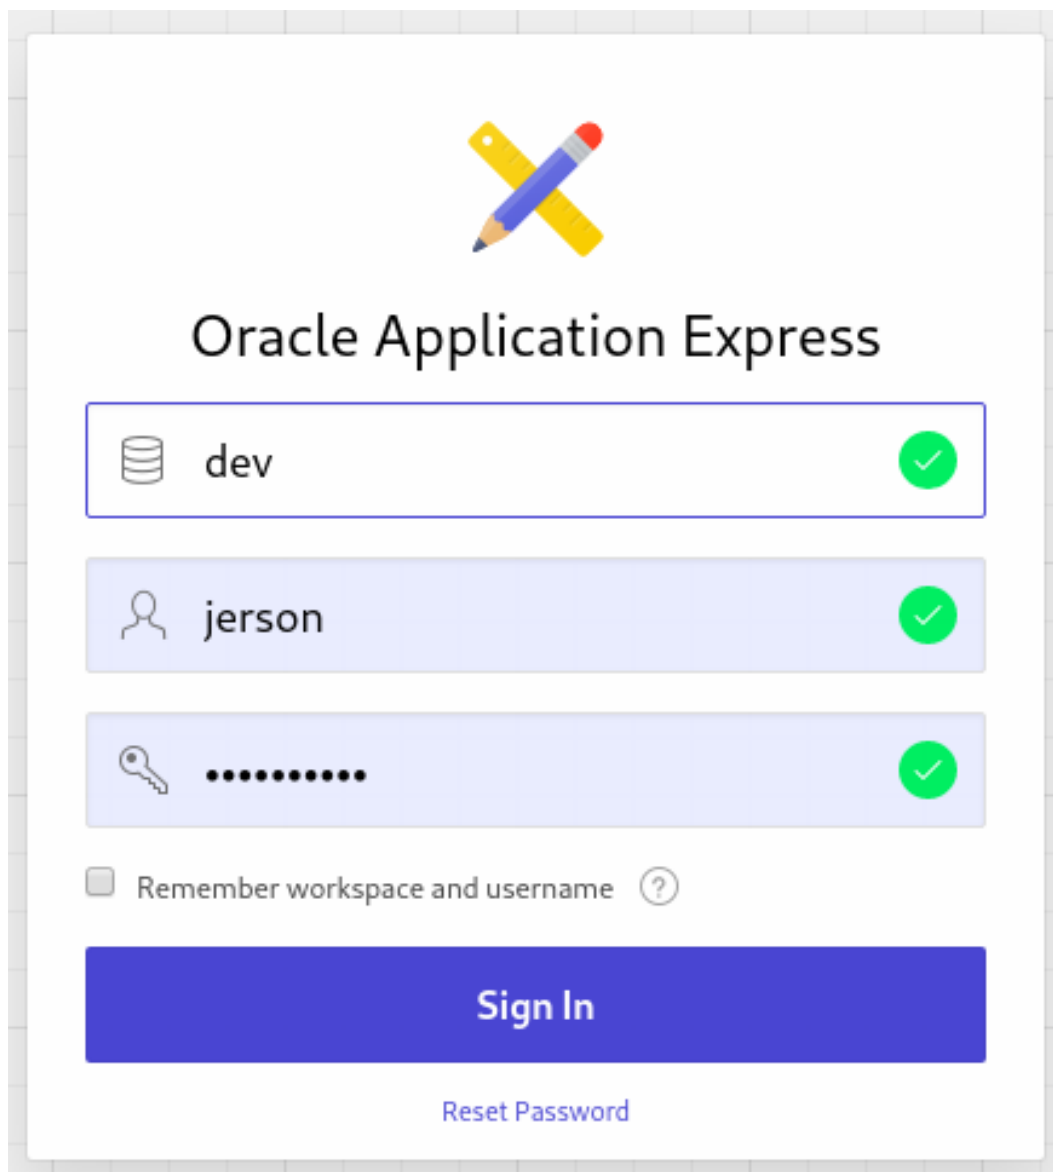 Oracle Application Express
dev
jerson
••••••••••
Remember workspace and username ?
Sign In
Reset Password